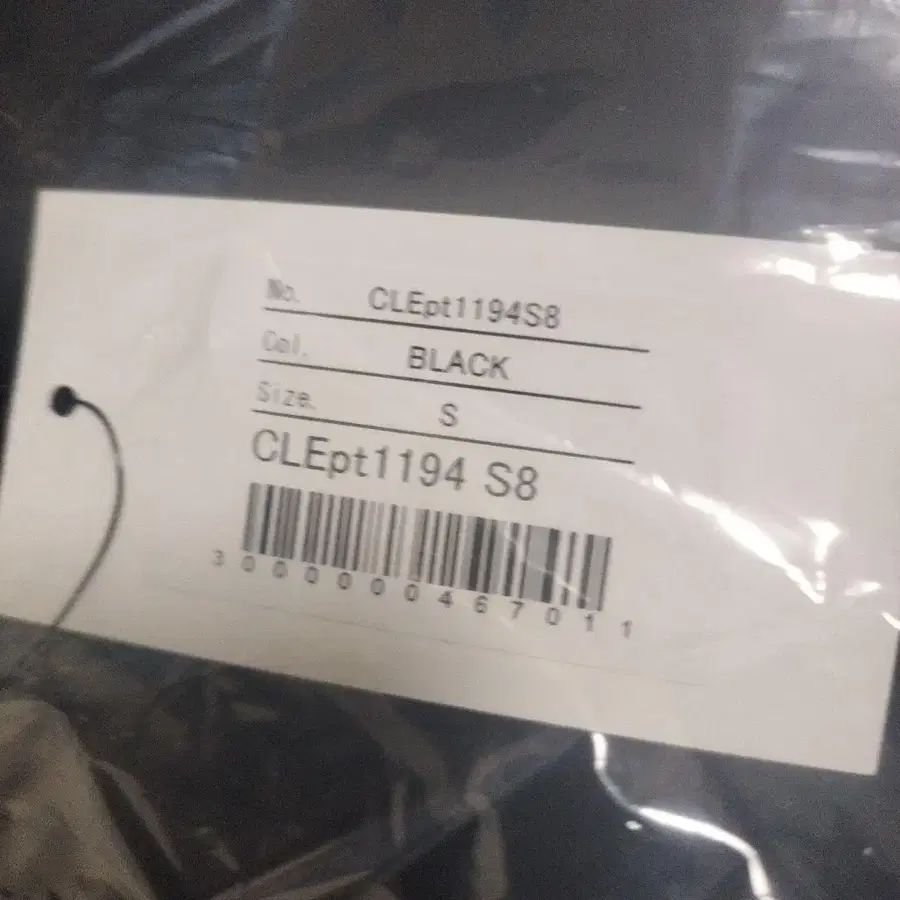 No. CLEpt1194S8
Col. BLACK
Size. S
CLEpt1194 S8
3000000467011